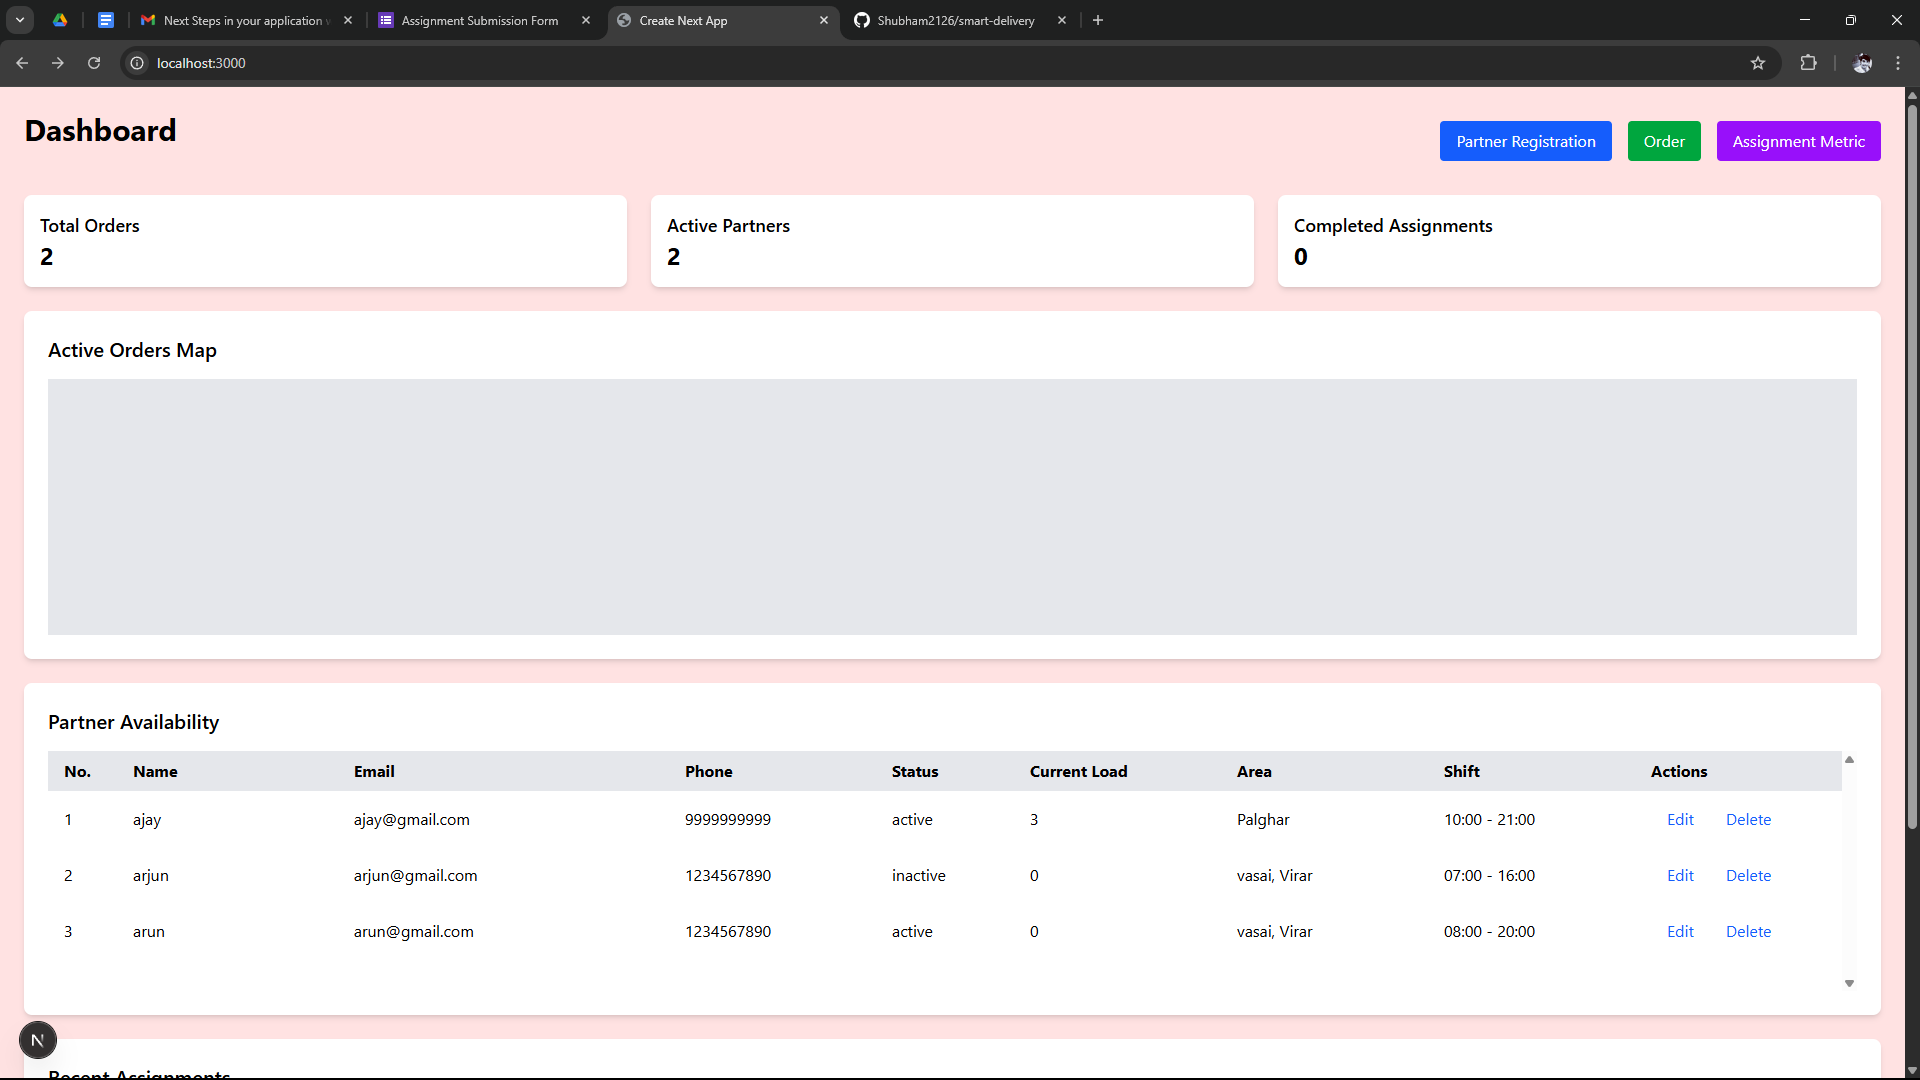 Next Steps in your application
Assignment Submission Form
Create Next App
Shubham2126/smart-delivery
localhost:3000
Dashboard
Partner Registration
Order
Assignment Metric
Total Orders
2
Active Partners
2
Completed Assignments
0
Active Orders Map
Partner Availability
No. Name Email Phone Status Current Load Area Shift Actions
1 ajay ajay@gmail.com 9999999999 active 3 Palghar 10:00 - 21:00 Edit Delete
2 arjun arjun@gmail.com 1234567890 inactive 0 vasai, Virar 07:00 - 16:00 Edit Delete
3 arun arun@gmail.com 1234567890 active 0 vasai, Virar 08:00 - 20:00 Edit Delete
N
Recent Assignments